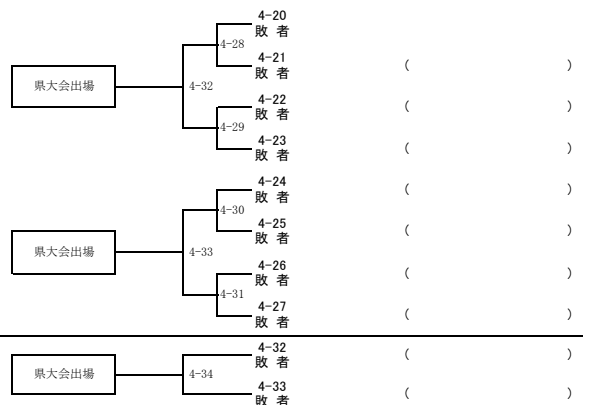 4-20
敗 者
4-28
4-21
敗 者
( )
県大会出場
4-32
4-22
敗 者
( )
4-29
4-23
敗 者
( )
4-24
敗 者
( )
4-30
4-25
敗 者
( )
県大会出場
4-33
4-26
敗 者
( )
4-31
4-27
敗 者
( )
4-32
敗 者
( )
県大会出場
4-34
4-33
敗 者
( )